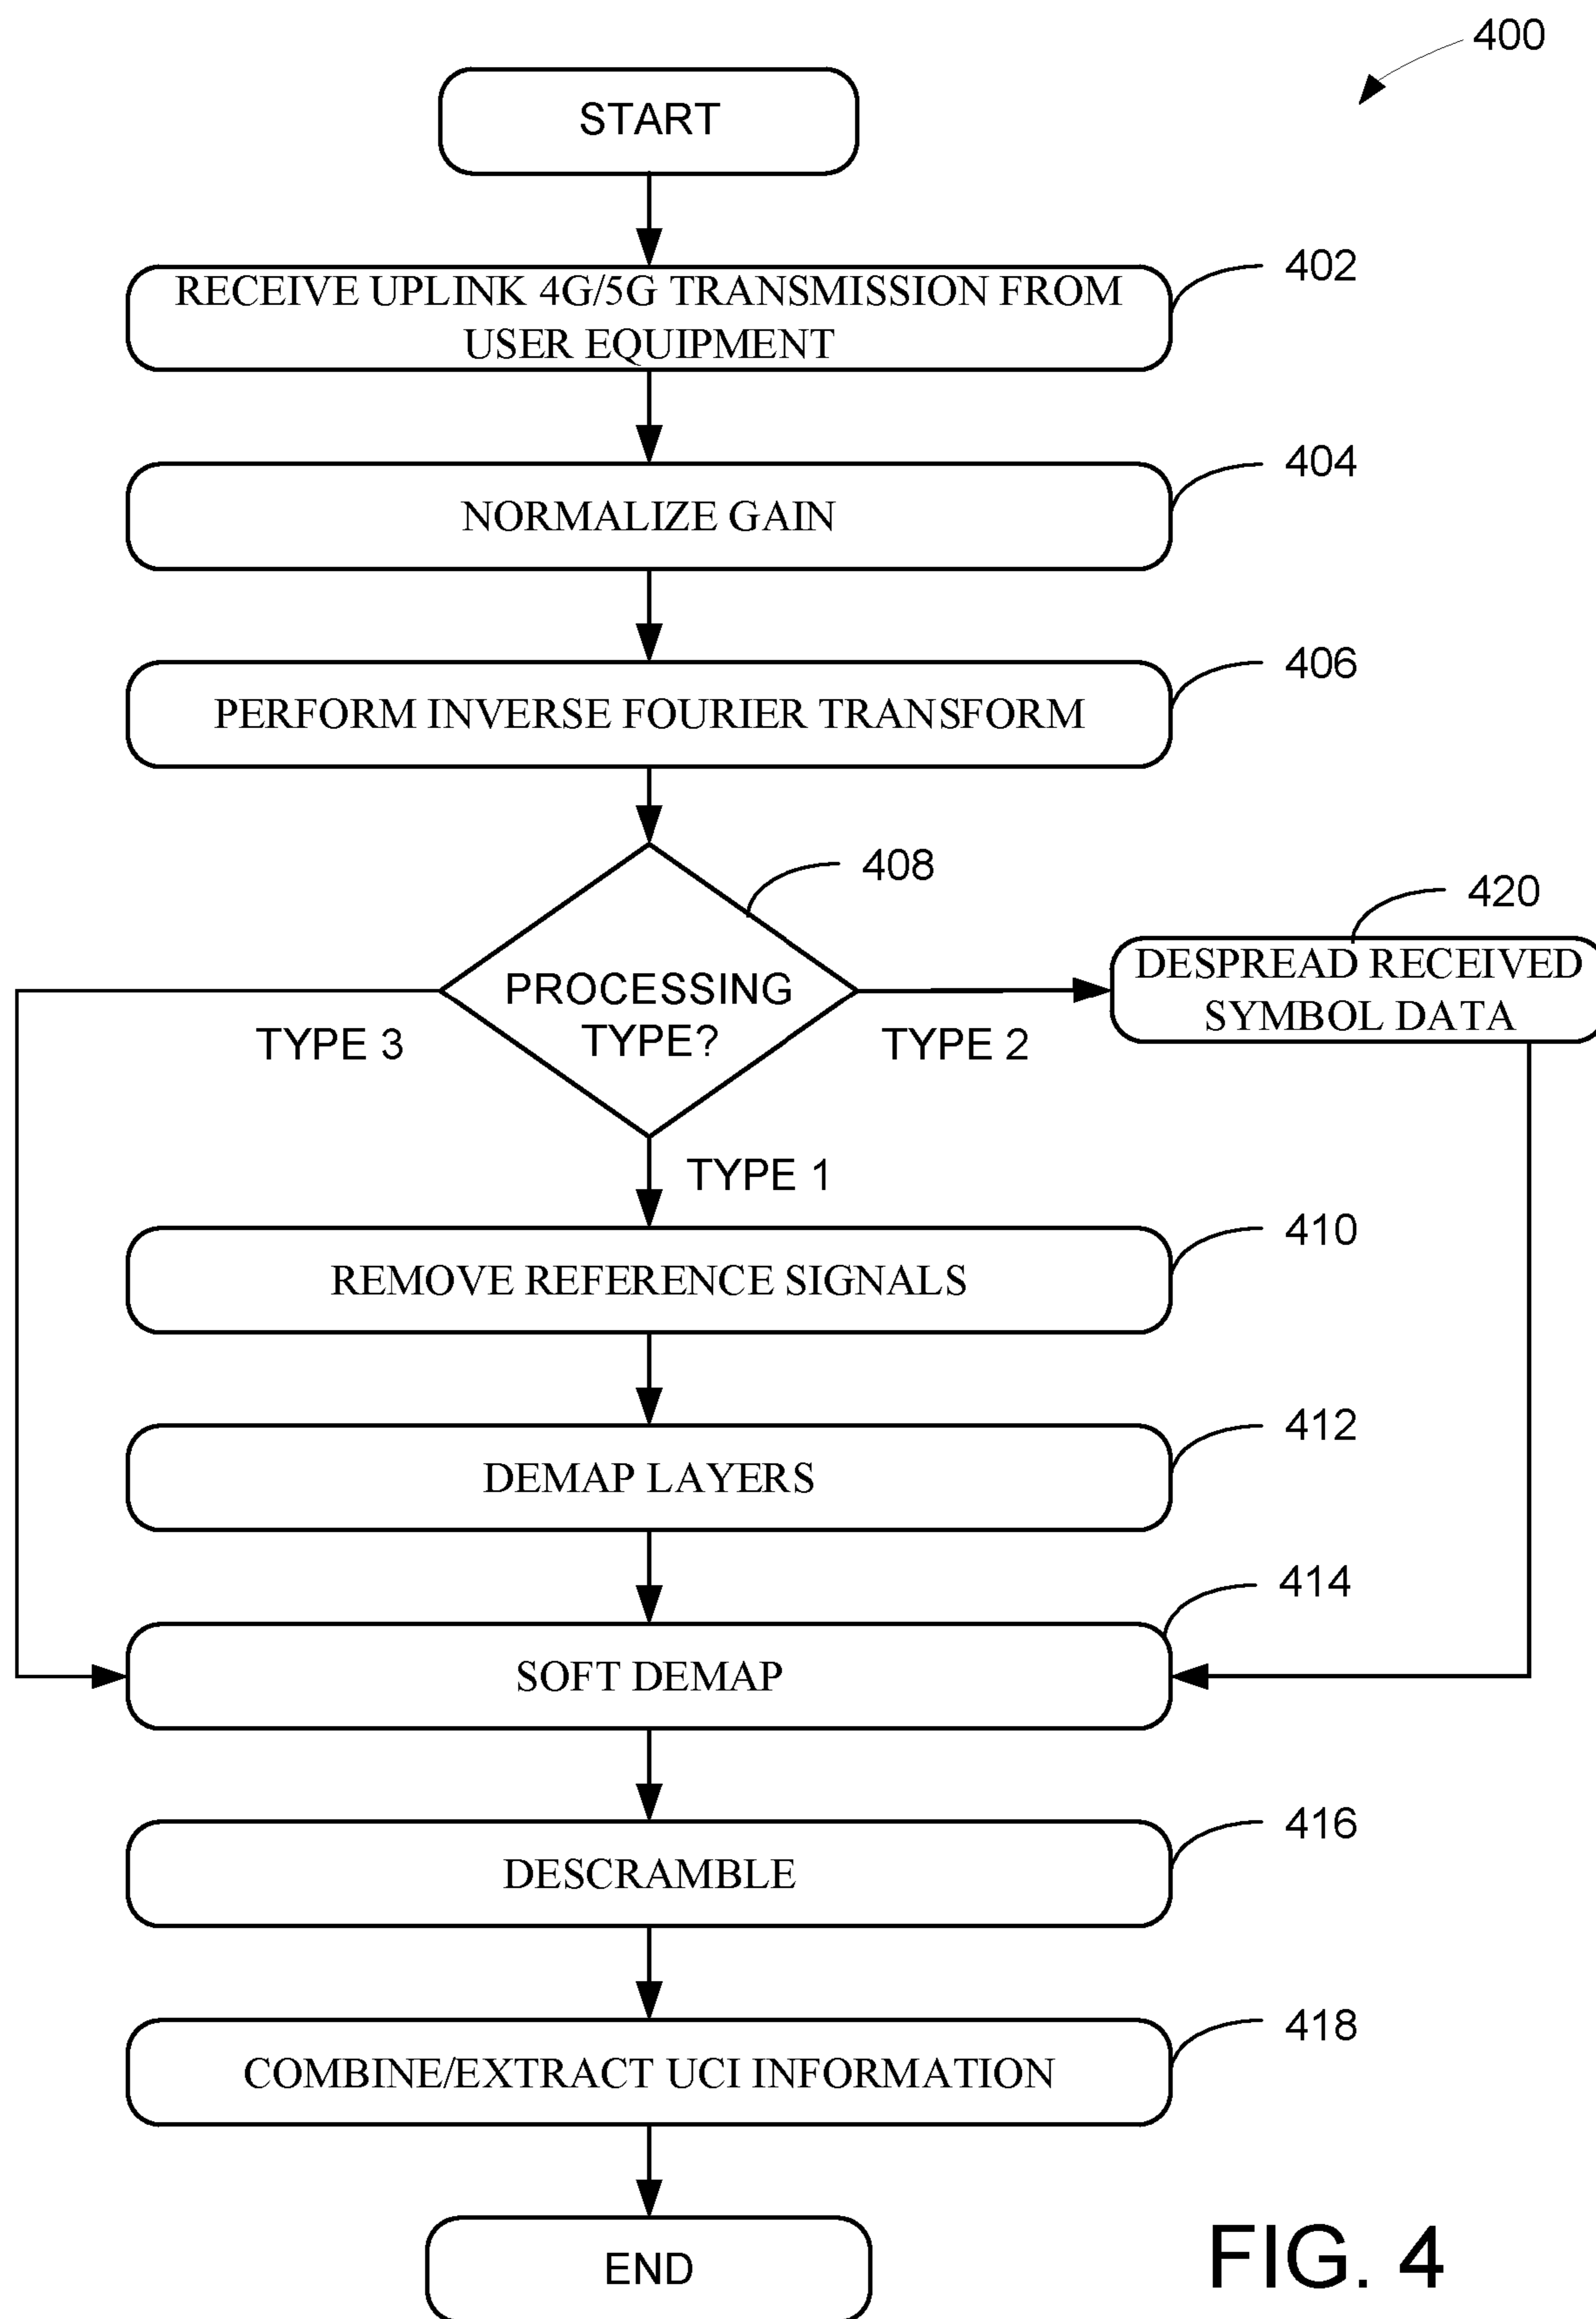 400
START
402
RECEIVE UPLINK 4G/5G TRANSMISSION FROM
USER EQUIPMENT
404
NORMALIZE GAIN
406
PERFORM INVERSE FOURIER TRANSFORM
408
420
DESPREAD RECEIVED
SYMBOL DATA
PROCESSING
TYPE?
TYPE 3
TYPE 2
TYPE 1
410
REMOVE REFERENCE SIGNALS
412
DEMAP LAYERS
414
SOFT DEMAP
416
DESCRAMBLE
418
COMBINE/EXTRACT UCI INFORMATION
END
FIG. 4